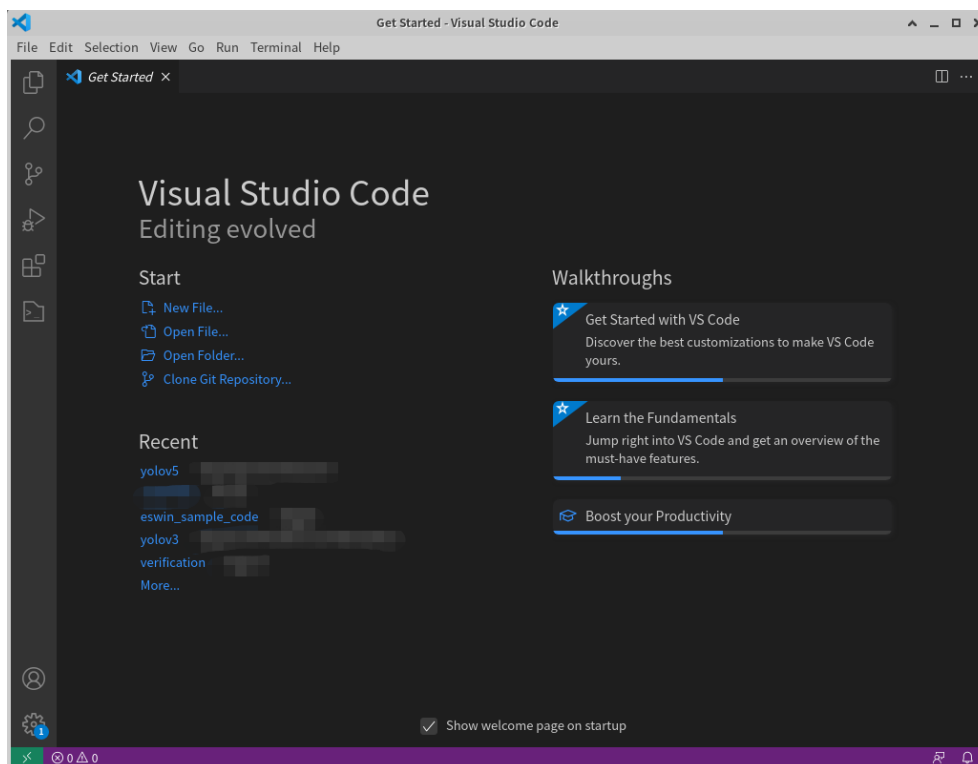 Get Started - Visual Studio Code
File Edit Selection View Go Run Terminal Help
Get Started
Visual Studio Code
Editing evolved
Start
New File...
Open File...
Open Folder...
Clone Git Repository...
Recent
yolov5
eswin_sample_code
yolov3
verification
More...
Walkthroughs
Get Started with VS Code
Discover the best customizations to make VS Code
yours.
Learn the Fundamentals
Jump right into VS Code and get an overview of the
must-have features.
Boost your Productivity
Show welcome page on startup
1
0 0